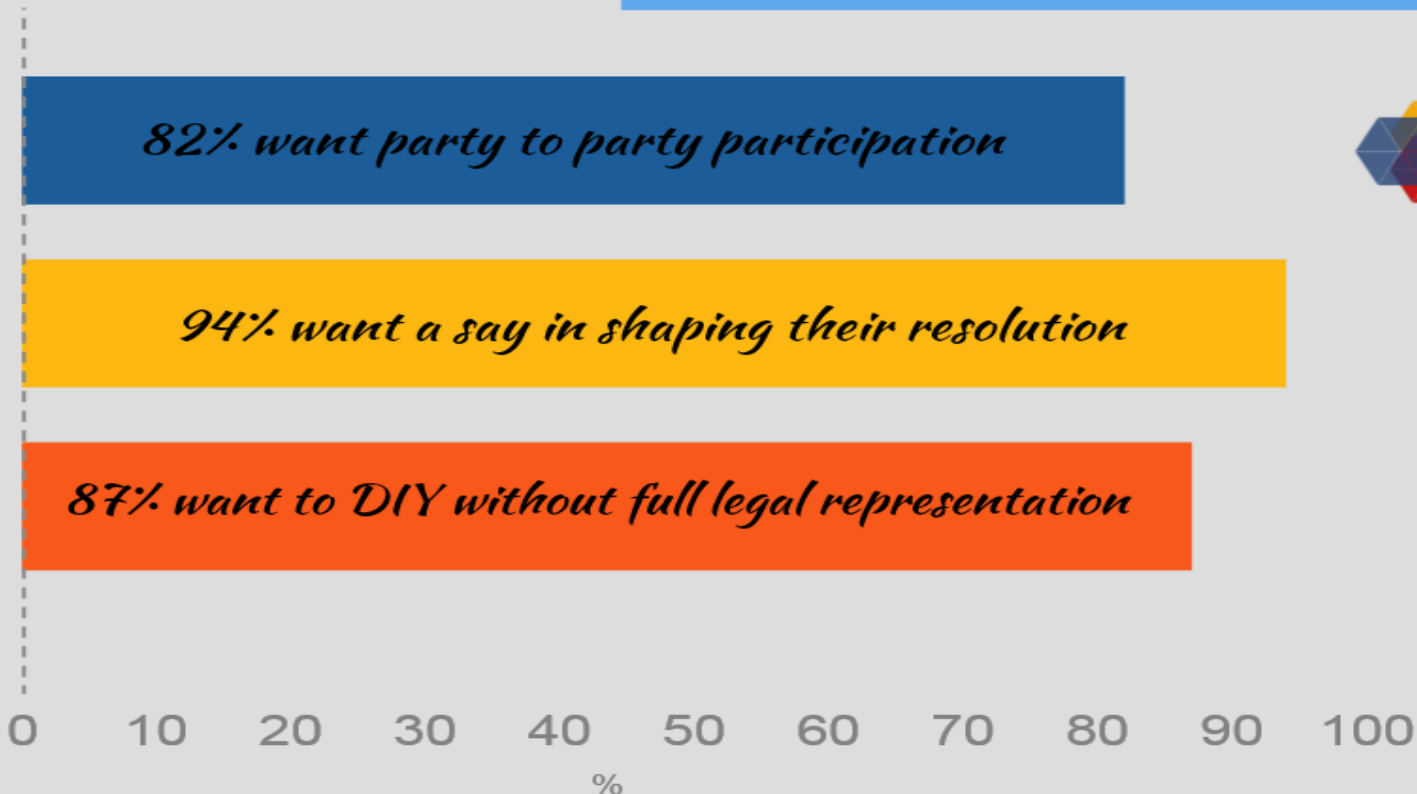 82% want party to party participation
94% want a say in shaping their resolution
87% want to DIY without full legal representation
0 10 20 30 40 50 60 70 80 90 100
%